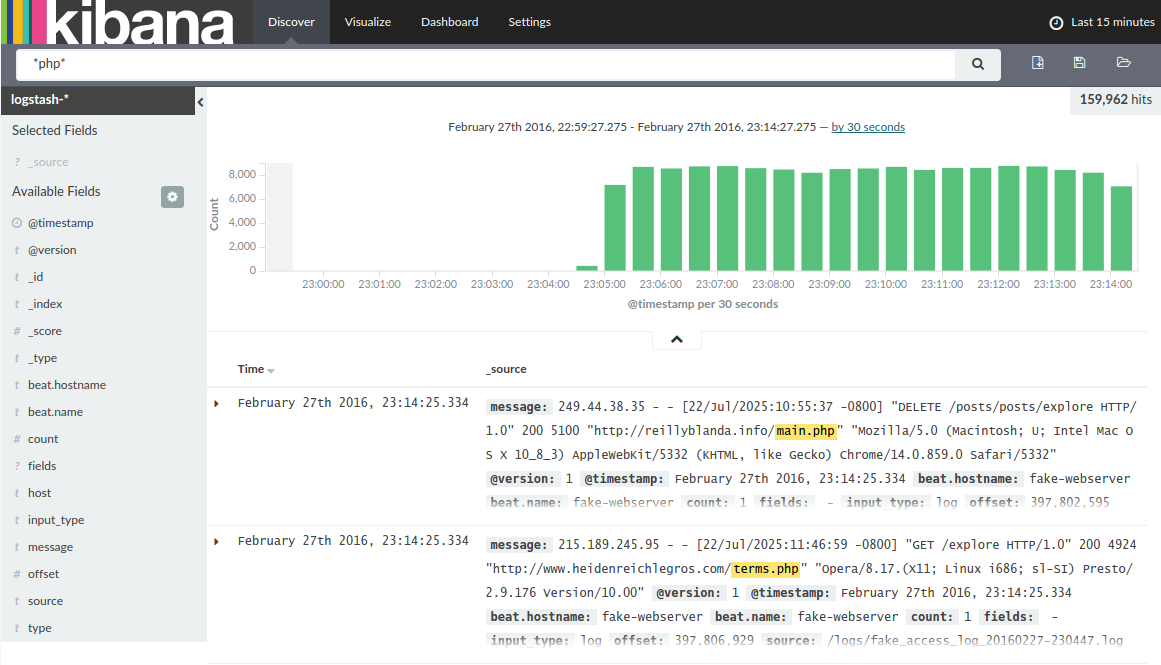 kibana
Discover
Visualize
Dashboard
Settings
Last 15 minutes
*php*
logstash-*
159,962 hits
Selected Fields
? _source
Available Fields
@timestamp
t @version
t _id
t _index
# _score
t _type
t beat.hostname
t beat.name
# count
? fields
t host
t input_type
t message
# offset
t source
t type
February 27th 2016, 22:59:27.275 - February 27th 2016, 23:14:27.275 — by 30 seconds
Count
8,000
6,000
4,000
2,000
0
23:00:00 23:01:00 23:02:00 23:03:00 23:04:00 23:05:00 23:06:00 23:07:00 23:08:00 23:09:00 23:10:00 23:11:00 23:12:00 23:13:00 23:14:00
@timestamp per 30 seconds
Time _source
February 27th 2016, 23:14:25.334
message: 249.44.38.35 - - [22/Jul/2025:10:55:37 -0800] "DELETE /posts/posts/explore HTTP/
1.0" 200 5100 "http://reillyblanda.info/main.php" "Mozilla/5.0 (Macintosh; U; Intel Mac O
S X 10_8_3) AppleWebKit/5332 (KHTML, like Gecko) Chrome/14.0.859.0 Safari/5332"
@version: 1 @timestamp: February 27th 2016, 23:14:25.334 beat.hostname: fake-webserver
beat.name: fake-webserver count: 1 fields: - input_type: log offset: 397,802,595
February 27th 2016, 23:14:25.334
message: 215.189.245.95 - - [22/Jul/2025:11:46:59 -0800] "GET /explore HTTP/1.0" 200 4924
"http://www.heidenreichlegros.com/terms.php" "Opera/8.17.(X11; Linux i686; sl-SI) Presto/
2.9.176 Version/10.00" @version: 1 @timestamp: February 27th 2016, 23:14:25.334
beat.hostname: fake-webserver beat.name: fake-webserver count: 1 fields: -
input_type: log offset: 397,806,929 source: /logs/fake_access_log_20160227-230447.log